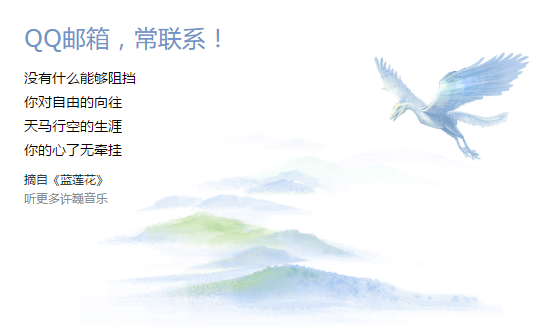 QQ邮箱，常联系！
没有什么能够阻挡
你对自由的向往
天马行空的生涯
你的心了无牵挂
摘自《蓝莲花》
听更多许巍音乐